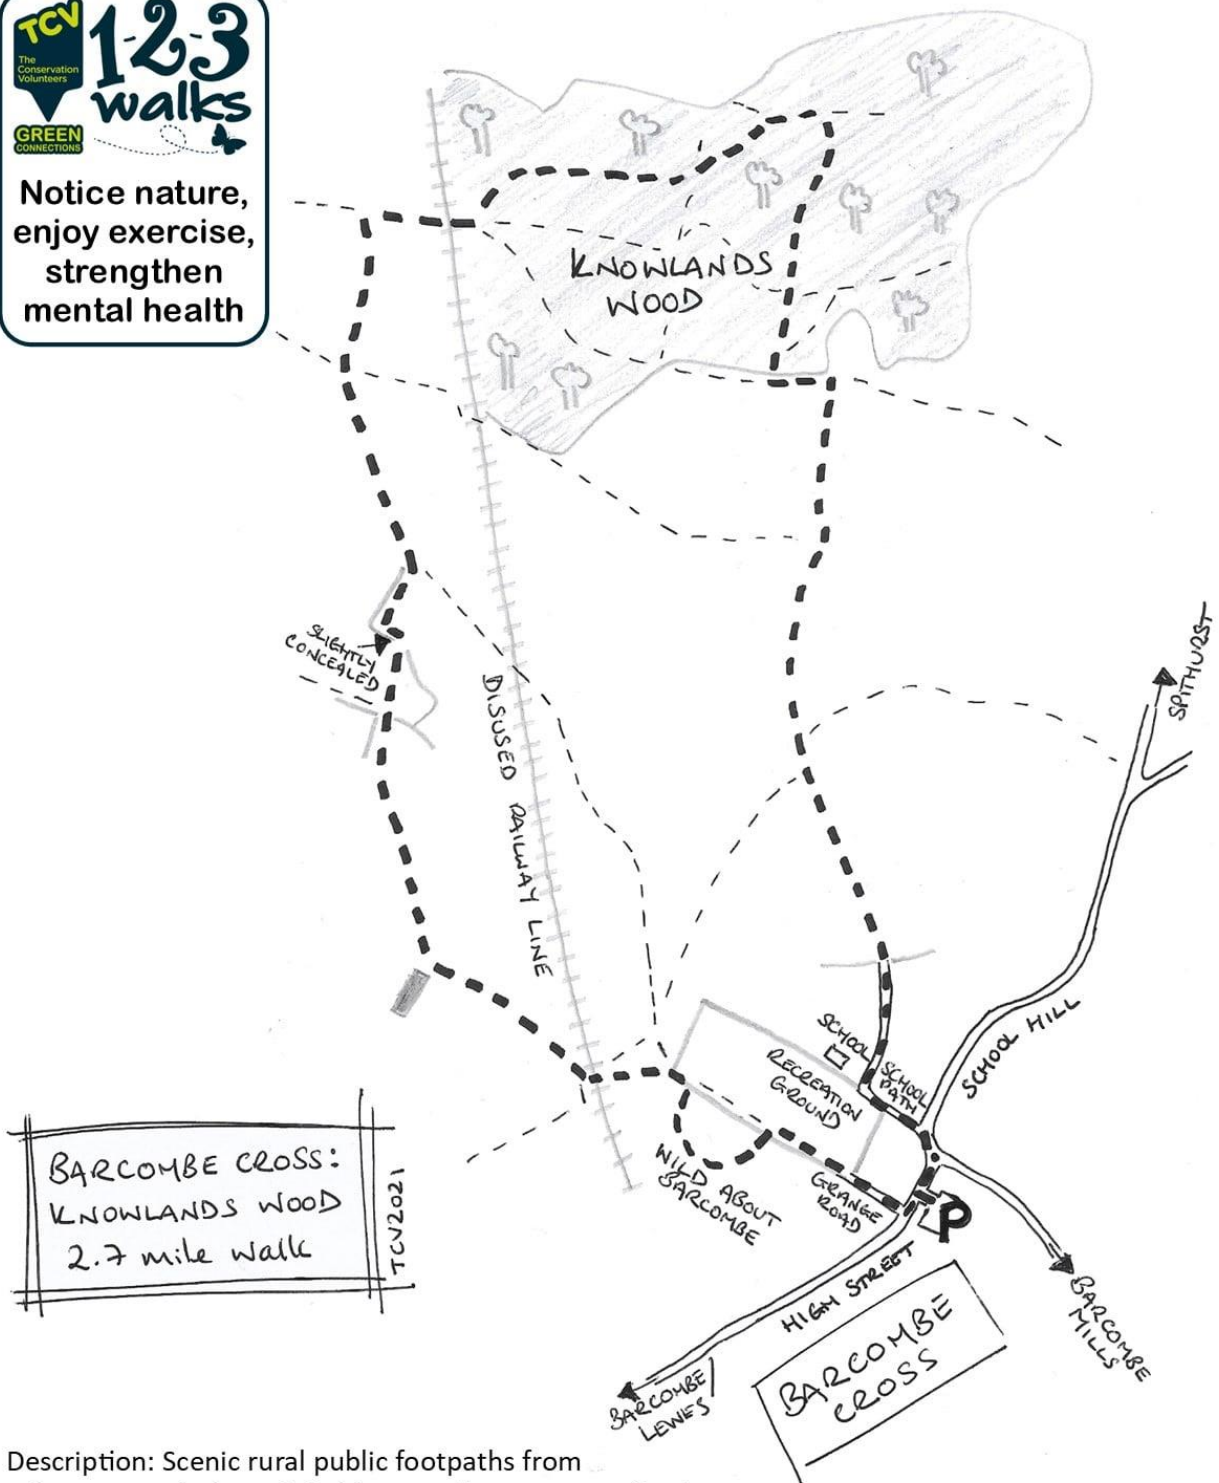 TCV
The
Conservation
Volunteers
GREEN
CONNECTIONS
1-2-3
walks
Notice nature,
enjoy exercise,
strengthen
mental health
KNOWLANDS
WOOD
SLIGHTLY
CONCEALED
DISUSED RAILWAY LINE
SPITHURST
SCHOOL HILL
SCHOOL
SCHOOL
PATH
RECREATION
GROUND
WILD ABOUT
BARCOMBE
GRANGE
ROAD
P
HIGH STREET
BARCOMBE
MILLS
BARCOMBE/
LEWES
BARCOMBE
CROSS
BARCOMBE CROSS:
KNOWLANDS WOOD
2.7 mile walk
TCV2021
Description: Scenic rural public footpaths from